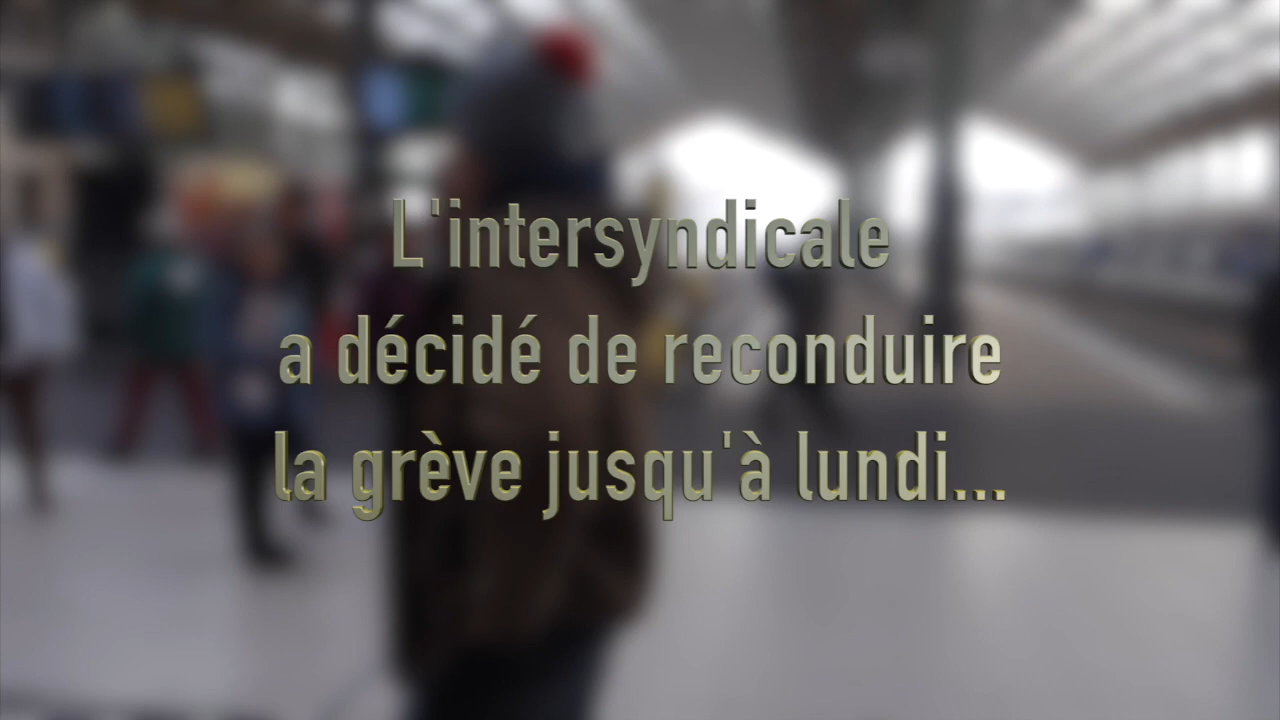 L'intersyndicale
a décidé de reconduire
la grève jusqu'à lundi...